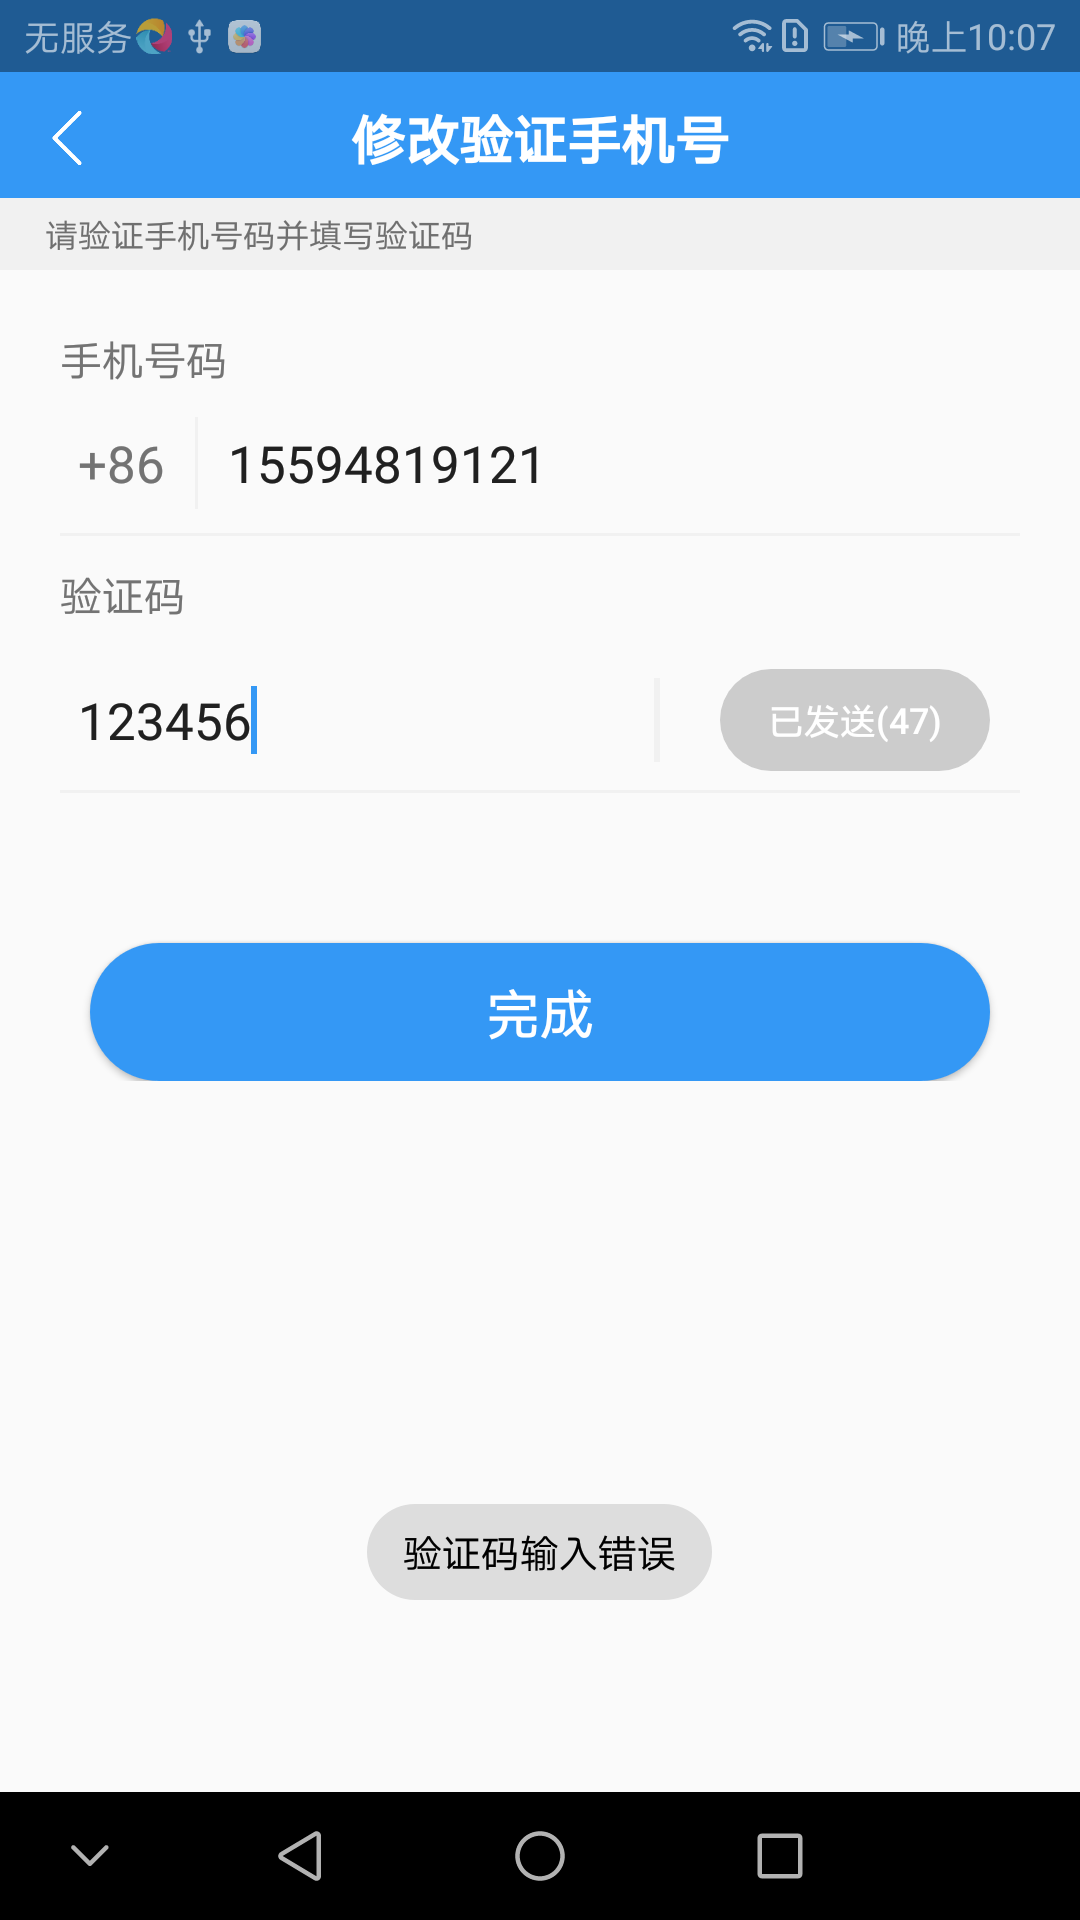 无服务 晚上10:07
修改验证手机号
请验证手机号码并填写验证码
手机号码
+86 15594819121
验证码
123456 已发送(47)
完成
验证码输入错误